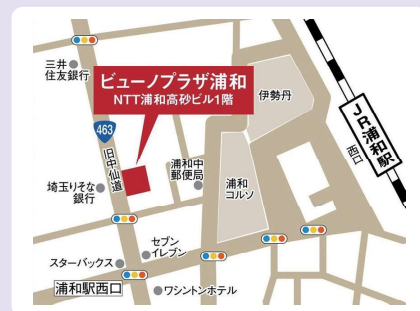 三井
住友銀行
ビューノプラザ浦和
NTT浦和高砂ビル1階
伊勢丹
JR浦和駅
西口
463
旧中仙道
浦和中
郵便局
埼玉りそな
銀行
浦和
コルソ
セブン
イレブン
スターバックス
浦和駅西口
ワシントンホテル